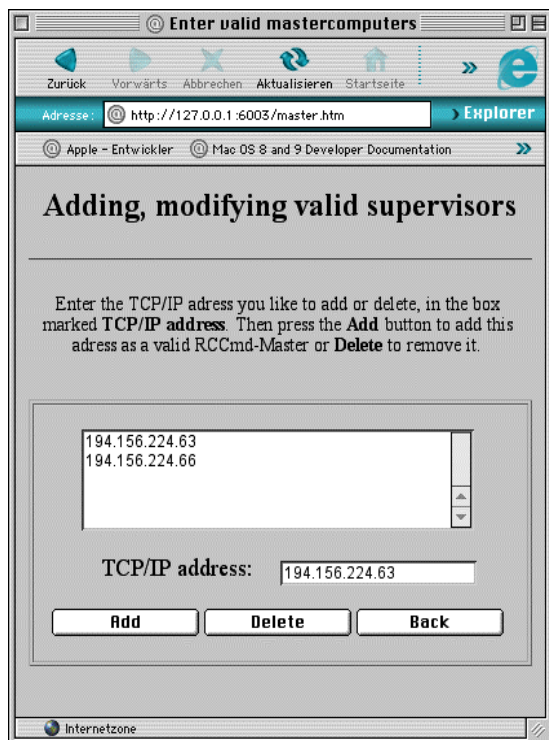 Enter valid mastercomputers
Zurück Vorwärts Abbrechen Aktualisieren Startseite »
Adresse: http://127.0.0.1:6003/master.htm Explorer
Apple - Entwickler Mac OS 8 and 9 Developer Documentation »
Adding, modifying valid supervisors
Enter the TCP/IP adress you like to add or delete, in the box
marked TCP/IP address. Then press the Add button to add this
adress as a valid RCCmd-Master or Delete to remove it.
194.156.224.63
194.156.224.66
TCP/IP address: 194.156.224.63
Add Delete Back
Internetzone